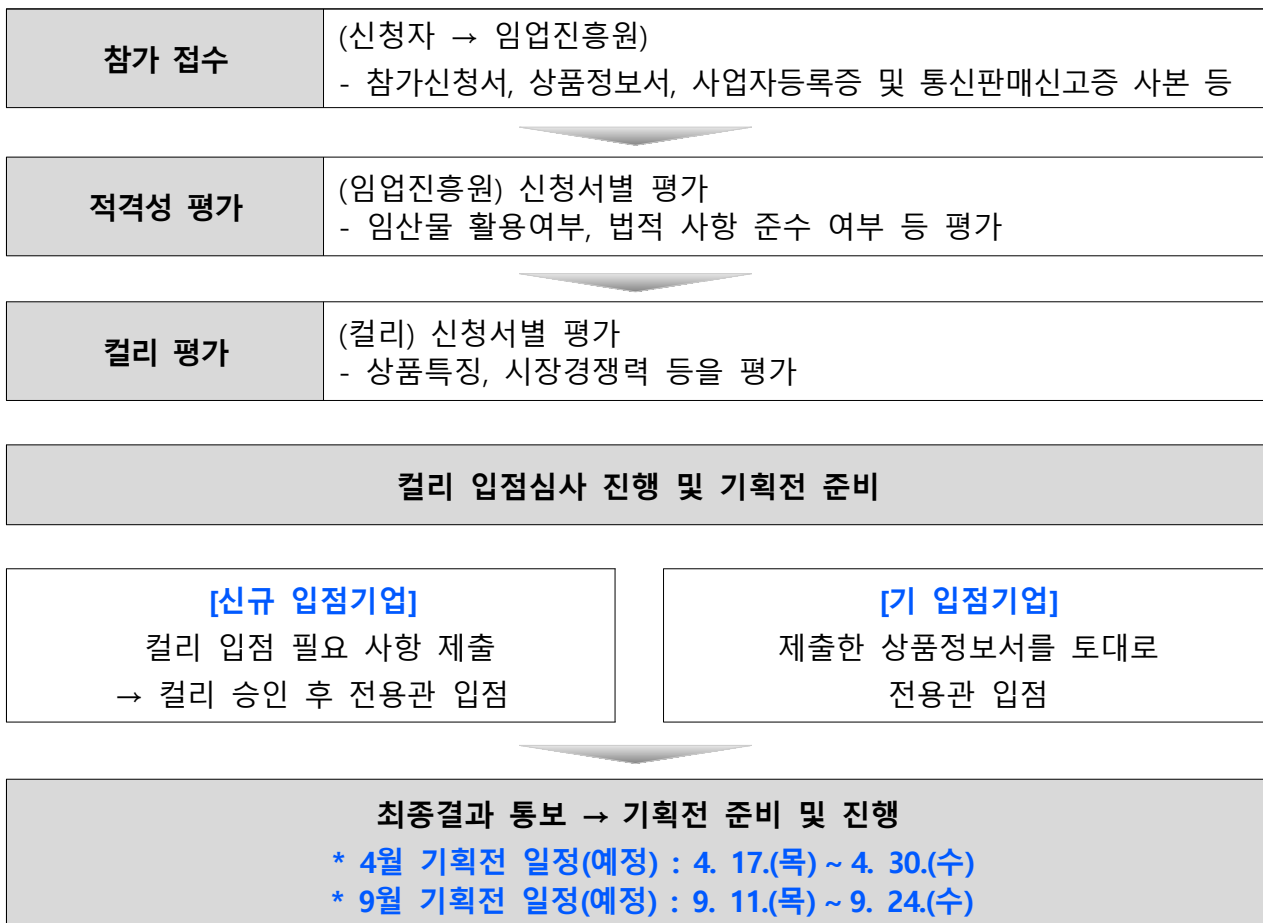 참가 접수
(신청자 → 임업진흥원)
- 참가신청서, 상품정보서, 사업자등록증 및 통신판매신고증 사본 등
적격성 평가
(임업진흥원) 신청서별 평가
- 임산물 활용여부, 법적 사항 준수 여부 등 평가
컬리 평가
(컬리) 신청서별 평가
- 상품특징, 시장경쟁력 등을 평가
컬리 입점심사 진행 및 기획전 준비
[신규 입점기업]
컬리 입점 필요 사항 제출
→ 컬리 승인 후 전용관 입점
[기 입점기업]
제출한 상품정보서를 토대로
전용관 입점
최종결과 통보 → 기획전 준비 및 진행
* 4월 기획전 일정(예정) : 4. 17.(목) ~ 4. 30.(수)
* 9월 기획전 일정(예정) : 9. 11.(목) ~ 9. 24.(수)